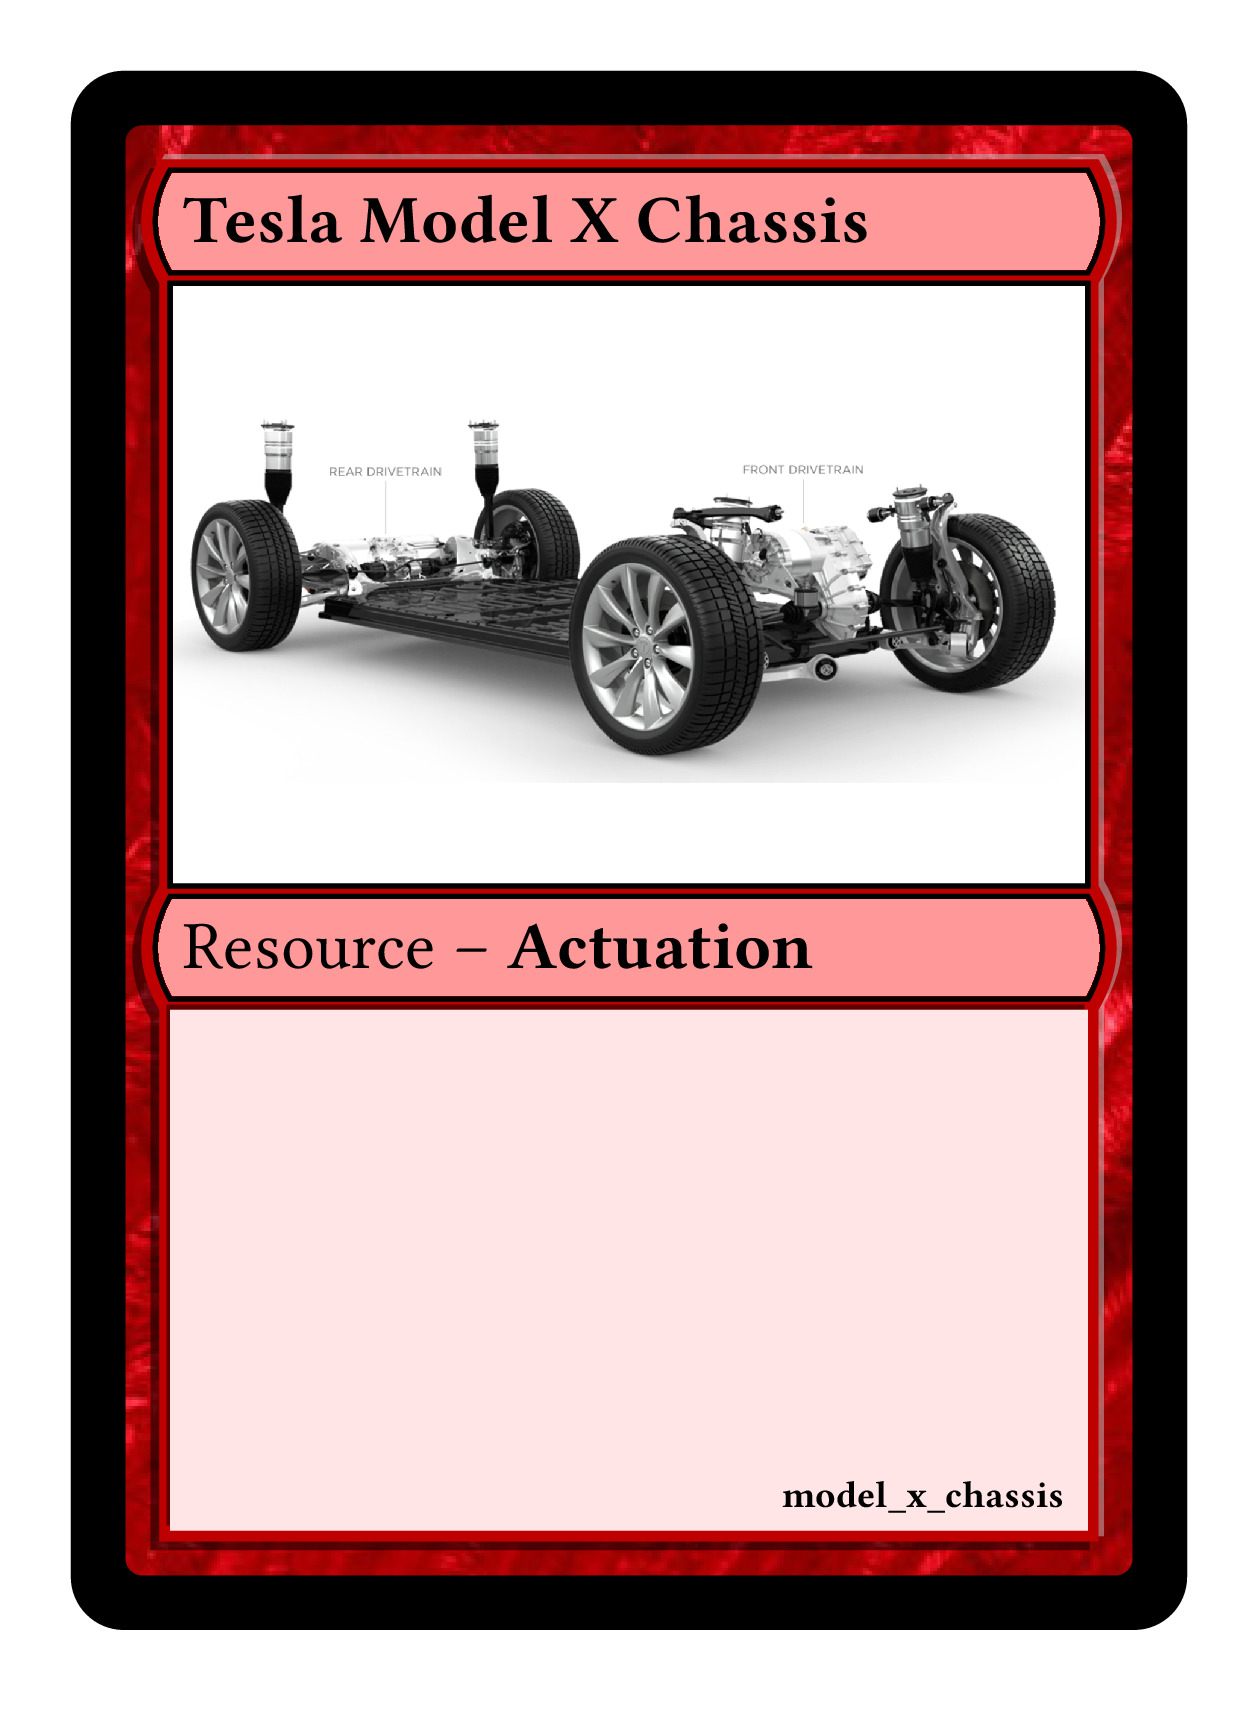 Tesla Model X Chassis
REAR DRIVETRAIN
FRONT DRIVETRAIN
Resource – Actuation
model_x_chassis